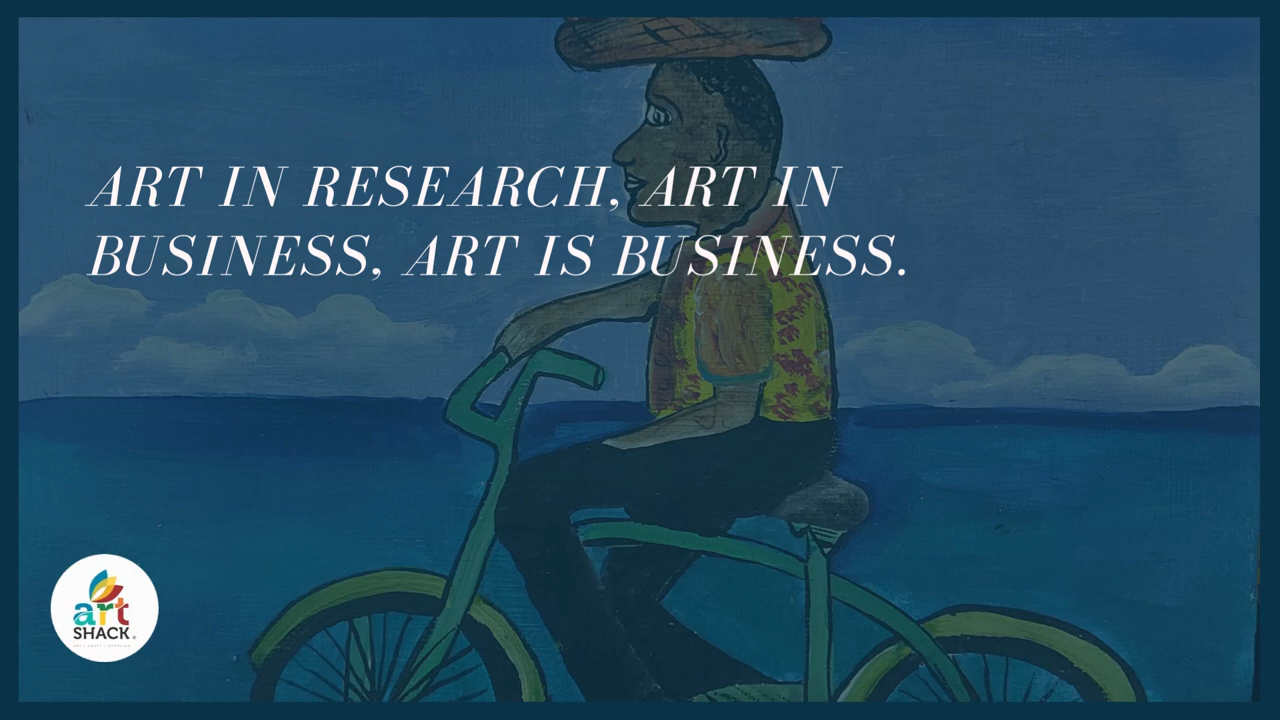 ART IN RESEARCH, ART IN
BUSINESS, ART IS BUSINESS.
art
SHACK